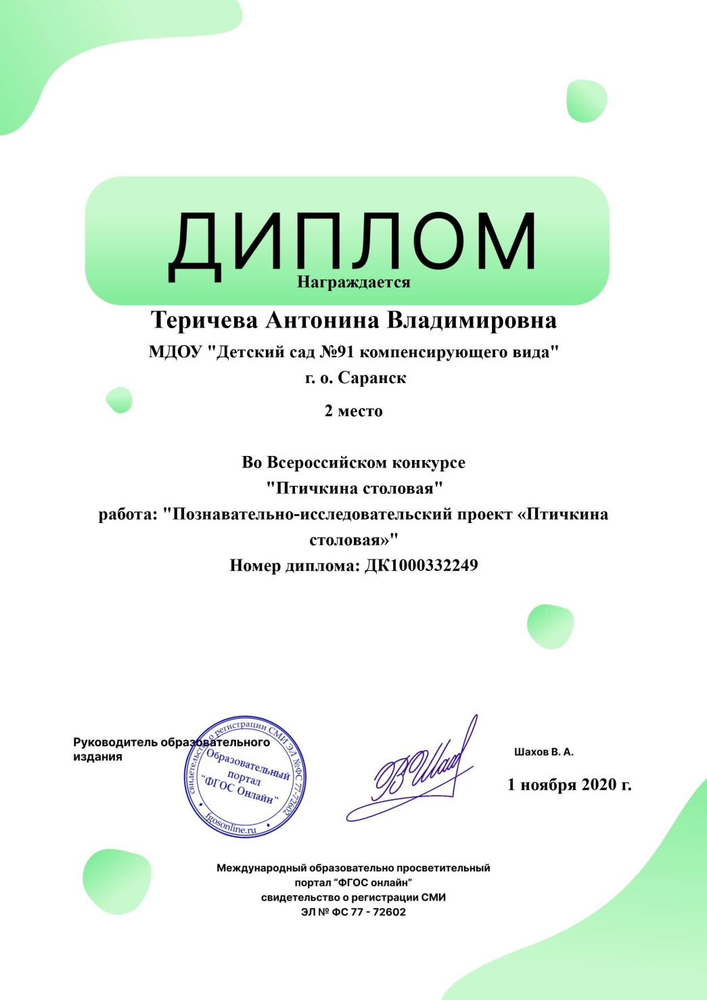 ДИПЛОМ
Награждается
Теричева Антонина Владимировна
МДОУ "Детский сад №91 компенсирующего вида"
г. о. Саранск
2 место
Во Всероссийском конкурсе
"Птичкина столовая"
работа: "Познавательно-исследовательский проект «Птичкина
столовая»"
Номер диплома: ДК1000332249
Руководитель образовательного
издания
свидетельство о регистрации СМИ ЭЛ №ФС 77-72602
Образовательный
портал
“ФГОС Онлайн”
fgosonline.ru
В Шах
Шахов В. А.
1 ноября 2020 г.
Международный образовательно просветительный
портал “ФГОС онлайн”
свидетельство о регистрации СМИ
ЭЛ № ФС 77 - 72602